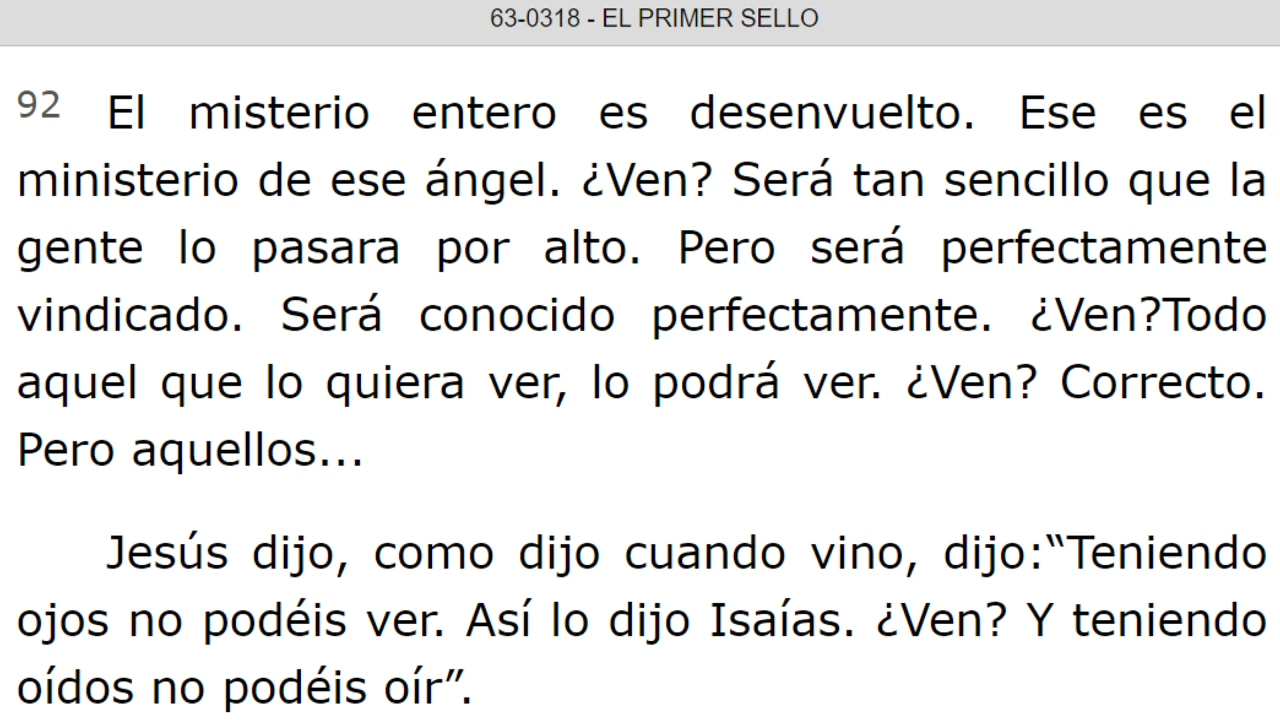 63-0318 - EL PRIMER SELLO
92 El misterio entero es desenvuelto. Ese es el
ministerio de ese ángel. ¿Ven? Será tan sencillo que la
gente lo pasara por alto. Pero será perfectamente
vindicado. Será conocido perfectamente. ¿Ven?Todo
aquel que lo quiera ver, lo podrá ver. ¿Ven? Correcto.
Pero aquellos...
Jesús dijo, como dijo cuando vino, dijo:“Teniendo
ojos no podéis ver. Así lo dijo Isaías. ¿Ven? Y teniendo
oídos no podéis oír”.